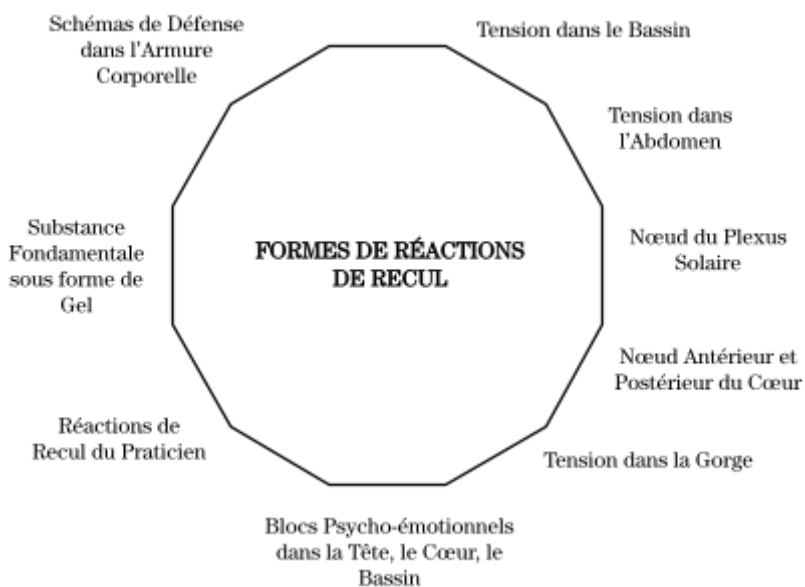 Schémas de Défense
dans l'Armure
Corporelle
Tension dans le Bassin
Tension dans
l'Abdomen
Substance
Fondamentale
sous forme de
Gel
FORMES DE RÉACTIONS
DE RECUL
Nœud du Plexus
Solaire
Nœud Antérieur et
Postérieur du Cœur
Réactions de
Recul du Praticien
Tension dans la Gorge
Blocs Psycho-émotionnels
dans la Tête, le Cœur, le
Bassin